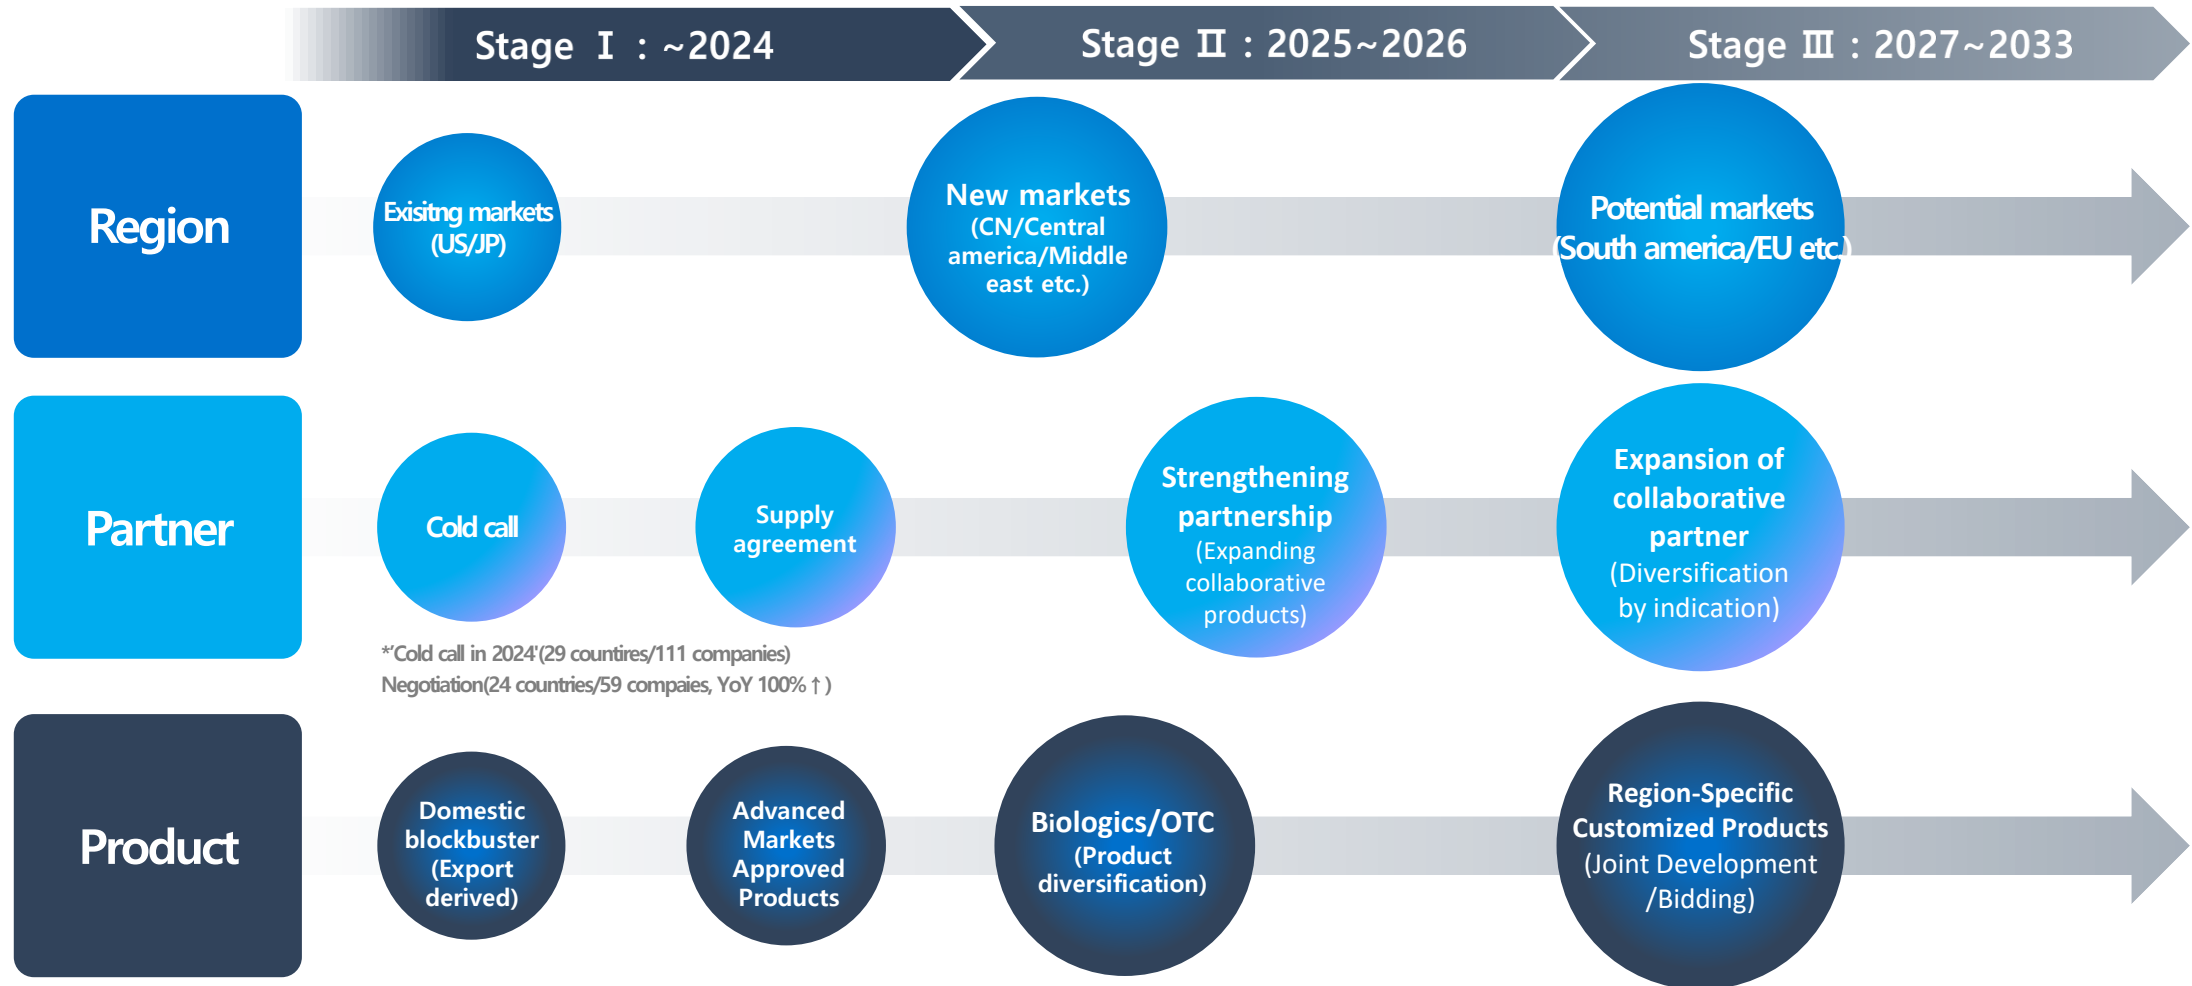 Stage Ⅰ : ~2024
Stage Ⅱ : 2025~2026
Stage Ⅲ : 2027~2033
Region
Exisitng markets
(US/JP)
New markets
(CN/Central
america/Middle
east etc.)
Potential markets
(South america/EU etc.)
Partner
Cold call
Supply
agreement
Strengthening
partnership
(Expanding
collaborative
products)
Expansion of
collaborative
partner
(Diversification
by indication)
*'Cold call in 2024'(29 countires/111 companies)
Negotiation(24 countries/59 compaies, YoY 100%↑)
Product
Domestic
blockbuster
(Export
derived)
Advanced
Markets
Approved
Products
Biologics/OTC
(Product
diversification)
Region-Specific
Customized Products
(Joint Development
/Bidding)